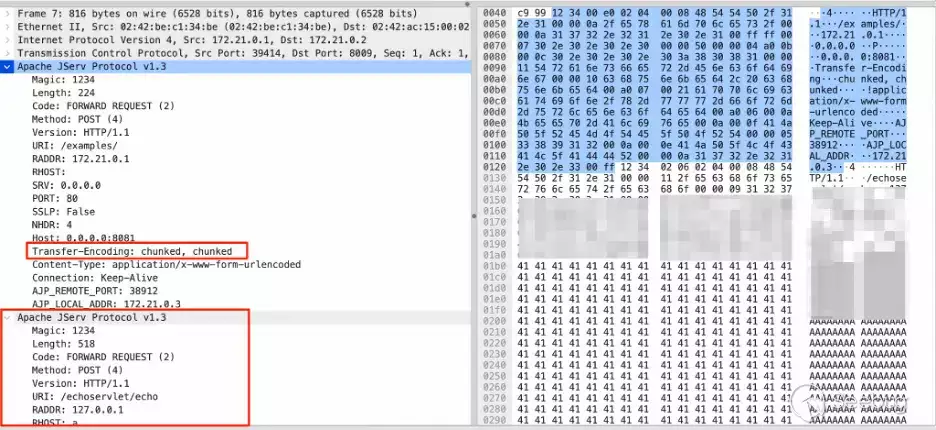 Frame 7: 816 bytes on wire (6528 bits), 816 bytes captured (6528 bits)
Ethernet II, Src: 02:42:be:c1:34:be (02:42:be:c1:34:be), Dst: 02:42:ac:15:00:02
Internet Protocol Version 4, Src: 172.21.0.1, Dst: 172.21.0.2
Transmission Control Protocol, Src Port: 39414, Dst Port: 8009, Seq: 1, Ack: 1,
Apache JServ Protocol v1.3
Magic: 1234
Length: 224
Code: FORWARD REQUEST (2)
Method: POST (4)
Version: HTTP/1.1
URI: /examples/
RADDR: 172.21.0.1
RHOST:
SRV: 0.0.0.0
PORT: 80
SSLP: False
NHDR: 4
Host: 0.0.0.0:8081
Transfer-Encoding: chunked, chunked
Content-Type: application/x-www-form-urlencoded
Connection: Keep-Alive
AJP_REMOTE_PORT: 38912
AJP_LOCAL_ADDR: 172.21.0.3
Apache JServ Protocol v1.3
Magic: 1234
Length: 518
Code: FORWARD REQUEST (2)
Method: POST (4)
Version: HTTP/1.1
URI: /echoservlet/echo
RADDR: 127.0.0.1
RHOST: a
0040 c9 99 12 34 00 e0 02 04 00 08 48 54 54 50 2f 31 ···4······HTTP/1
0050 2e 31 00 00 0a 2f 65 78 61 6d 70 6c 65 73 2f 00 .1···/examples/·
0060 00 0a 31 37 32 2e 32 31 2e 30 2e 31 00 ff ff 00 ··172.21.0.1····
0070 07 30 2e 30 2e 30 2e 30 00 00 50 00 00 04 a0 0b ·0.0.0.0··P·····
0080 00 0c 30 2e 30 2e 30 2e 30 3a 38 30 38 31 00 00 ··0.0.0.0:8081··
0090 11 54 72 61 6e 73 66 65 72 2d 45 6e 63 6f 64 69 ·Transfer-Encodi
00a0 6e 67 00 00 10 63 68 75 6e 6b 65 64 2c 20 63 68 ng···chunked, ch
00b0 75 6e 6b 65 64 00 a0 07 00 21 61 70 70 6c 69 63 unked····!applic
00c0 61 74 69 6f 6e 2f 78 2d 77 77 77 2d 66 6f 72 6d ation/x-www-form
00d0 2d 75 72 6c 65 6e 63 6f 64 65 64 00 a0 06 00 0a -urlencoded·····
00e0 4b 65 65 70 2d 41 6c 69 76 65 00 0a 00 0f 41 4a Keep-Alive····AJ
00f0 50 5f 52 45 4d 4f 54 45 5f 50 4f 52 54 00 00 05 P_REMOTE_PORT···
0100 33 38 39 31 32 00 0a 00 0e 41 4a 50 5f 4c 4f 43 38912····AJP_LOC
0110 41 4c 5f 41 44 44 52 00 00 0a 31 37 32 2e 32 31 AL_ADDR···172.21
0120 2e 30 2e 33 00 ff 12 34 02 06 02 04 00 08 48 54 .0.3···4······HT
0130 54 50 2f 31 2e 31 00 00 11 2f 65 63 68 6f 73 65 TP/1.1···/echose
0140 72 76 6c 65 74 2f 65 63 68 6f 00 00 09 31 32 37
0150
0160
0170
0180
0190
01a0
01b0 41 41 41 41 41 41 41 41 41 41 41 41 41 41 41 41
01c0 41 41 41 41 41 41 41 41 41 41 41 41 41 41 41 41
01d0 41 41 41 41 41 41 41 41 41 41 41 41 41 41 41 41
01e0 41 41 41 41 41 41 41 41 41 41 41 41 41 41 41 41
01f0 41 41 41 41 41 41 41 41 41 41 41 41 41 41 41 41
0200 41 41 41 41 41 41 41 41 41 41 41 41 41 41 41 41 AAAAAAAA AAAAAAAA
0210 41 41 41 41 41 41 41 41 41 41 41 41 41 41 41 41 AAAAAAAA AAAAAAAA
0220 41 41 41 41 41 41 41 41 41 41 41 41 41 41 41 41 AAAAAAAA AAAAAAAA
0230 41 41 41 41 41 41 41 41 41 41 41 41 41 41 41 41 AAAAAAAA AAAAAAAA
0240 41 41 41 41 41 41 41 41 41 41 41 41 41 41 41 41 AAAAAAAA AAAAAAAA
0250 41 41 41 41 41 41 41 41 41 41 41 41 41 41 41 41 AAAAAAAA AAAAAAAA
0260 41 41 41 41 41 41 41 41 41 41 41 41 41 41 41 41 AAAAAAAA AAAAAAAA
0270 41 41 41 41 41 41 41 41 41 41 41 41 41 41 41 41 AAAAAAAA AAAAAAAA
0280 41 41 41 41 41 41 41 41 41 41 41 41 41 41 41 41
0290 41 41 41 41 41 41 41 41 41 41 41 41 41 41 41 41